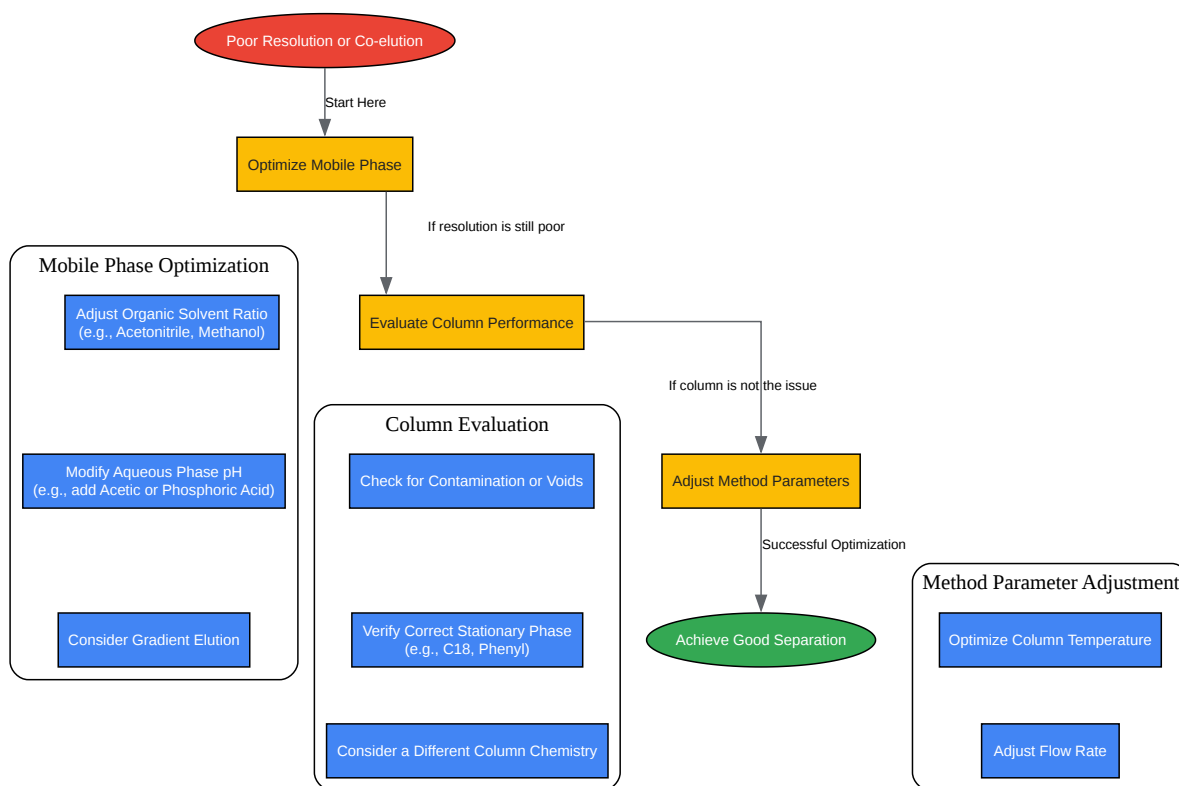 Poor Resolution or Co-elution
Start Here
Optimize Mobile Phase
If resolution is still poor
Mobile Phase Optimization
Adjust Organic Solvent Ratio
(e.g., Acetonitrile, Methanol)
Evaluate Column Performance
If column is not the issue
Column Evaluation
Modify Aqueous Phase pH
(e.g., add Acetic or Phosphoric Acid)
Check for Contamination or Voids
Adjust Method Parameters
Successful Optimization
Method Parameter Adjustment
Consider Gradient Elution
Verify Correct Stationary Phase
(e.g., C18, Phenyl)
Achieve Good Separation
Optimize Column Temperature
Consider a Different Column Chemistry
Adjust Flow Rate